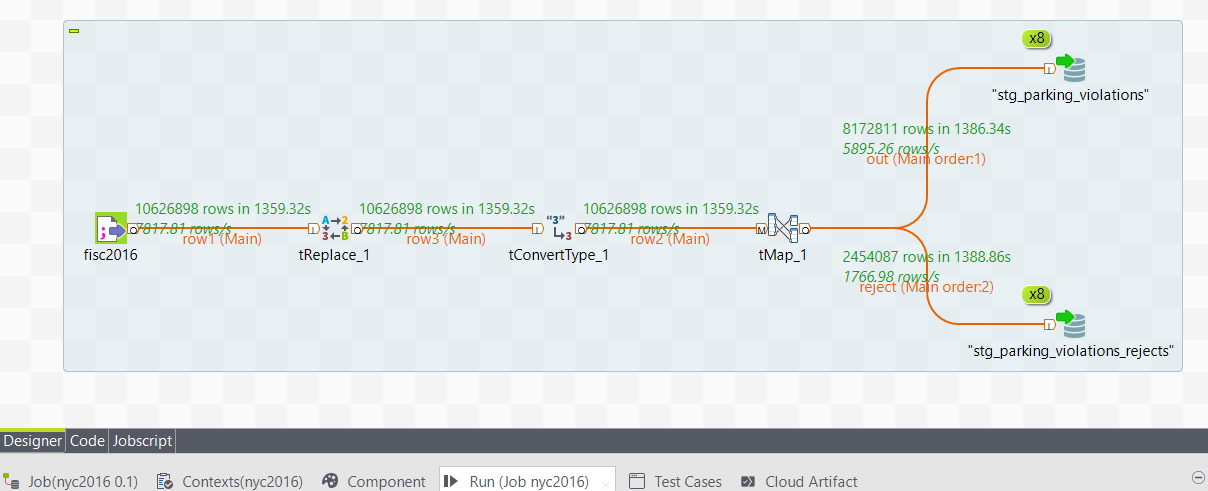 x8
"stg_parking_violations"
8172811 rows in 1386.34s
5895.26 rows/s
out (Main order:1)
10626898 rows in 1359.32s
7817.81 rows/s
row1 (Main)
10626898 rows in 1359.32s
7817.81 rows/s
row3 (Main)
10626898 rows in 1359.32s
7817.81 rows/s
row2 (Main)
fisc2016
tReplace_1
tConvertType_1
tMap_1
2454087 rows in 1388.86s
1766.98 rows/s
reject (Main order:2)
x8
"stg_parking_violations_rejects"
Designer Code Jobscript
Job(nyc2016 0.1) Contexts(nyc2016) Component Run (Job nyc2016) Test Cases Cloud Artifact